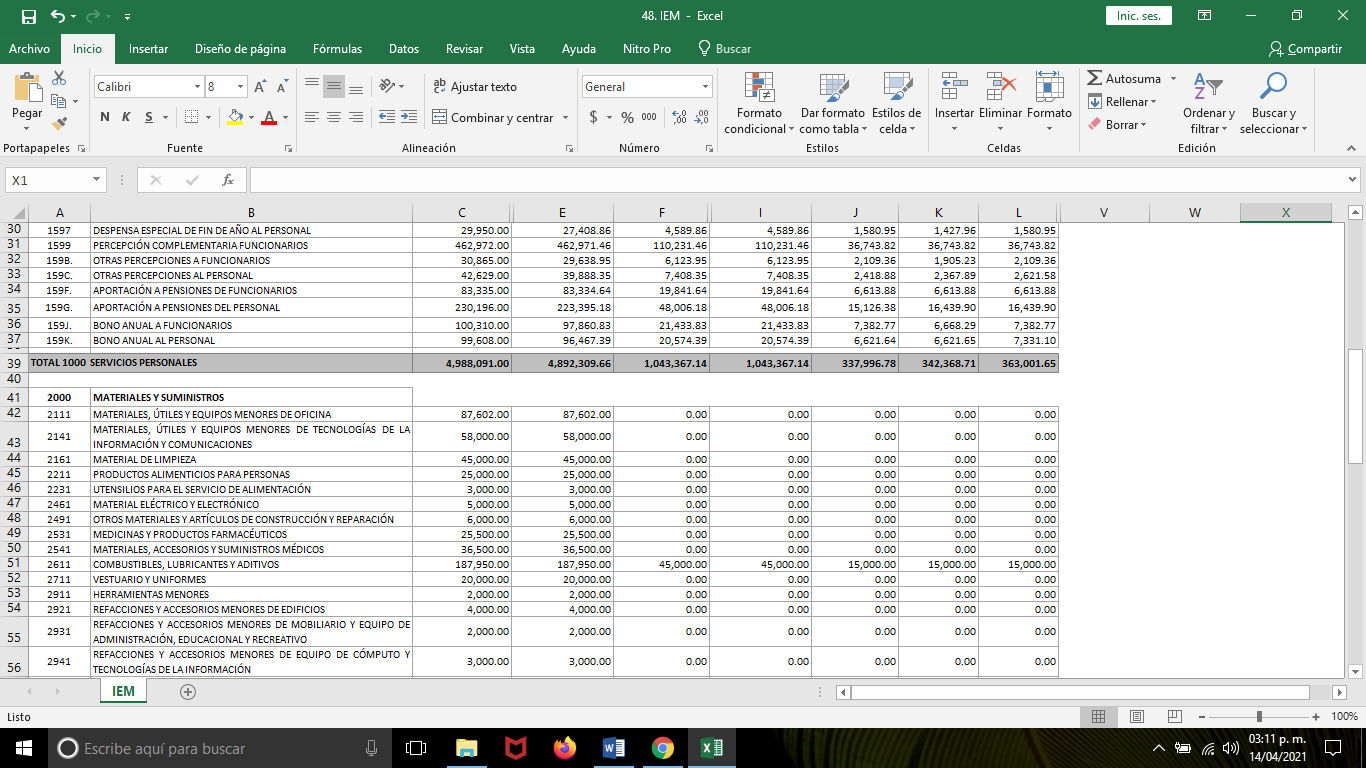 48. IEM - Excel
Inic. ses.
Archivo Inicio Insertar Diseño de página Fórmulas Datos Revisar Vista Ayuda Nitro Pro Buscar Compartir
Calibri 8 Ajustar texto General Autosuma
Pegar Rellenar
N K S Combinar y centrar $ % 000 Borrar
Formato condicional Dar formato como tabla Estilos de celda Insertar Eliminar Formato Ordenar y filtrar Buscar y seleccionar
Portapapeles Fuente Alineación Número Estilos Celdas Edición
X1 fx
A B C E F I J K L V W X
30 1597 DESPENSA ESPECIAL DE FIN DE AÑO AL PERSONAL 29,950.00 27,408.86 4,589.86 4,589.86 1,580.95 1,427.96 1,580.95
31 1599 PERCEPCIÓN COMPLEMENTARIA FUNCIONARIOS 462,972.00 462,971.46 110,231.46 110,231.46 36,743.82 36,743.82 36,743.82
32 159B. OTRAS PERCEPCIONES A FUNCIONARIOS 30,865.00 29,638.95 6,123.95 6,123.95 2,109.36 1,905.23 2,109.36
33 159C. OTRAS PERCEPCIONES AL PERSONAL 42,629.00 39,888.35 7,408.35 7,408.35 2,418.88 2,367.89 2,621.58
34 159F. APORTACIÓN A PENSIONES DE FUNCIONARIOS 83,335.00 83,334.64 19,841.64 19,841.64 6,613.88 6,613.88 6,613.88
35 159G. APORTACIÓN A PENSIONES DEL PERSONAL 230,196.00 223,395.18 48,006.18 48,006.18 15,126.38 16,439.90 16,439.90
36 159J. BONO ANUAL A FUNCIONARIOS 100,310.00 97,860.83 21,433.83 21,433.83 7,382.77 6,668.29 7,382.77
37 159K. BONO ANUAL AL PERSONAL 99,608.00 96,467.39 20,574.39 20,574.39 6,621.64 6,621.65 7,331.10
39 TOTAL 1000 SERVICIOS PERSONALES 4,988,091.00 4,892,309.66 1,043,367.14 1,043,367.14 337,996.78 342,368.71 363,001.65
40
41 2000 MATERIALES Y SUMINISTROS
42 2111 MATERIALES, ÚTILES Y EQUIPOS MENORES DE OFICINA 87,602.00 87,602.00 0.00 0.00 0.00 0.00 0.00
43 2141 MATERIALES, ÚTILES Y EQUIPOS MENORES DE TECNOLOGÍAS DE LA
INFORMACIÓN Y COMUNICACIONES 58,000.00 58,000.00 0.00 0.00 0.00 0.00 0.00
44 2161 MATERIAL DE LIMPIEZA 45,000.00 45,000.00 0.00 0.00 0.00 0.00 0.00
45 2211 PRODUCTOS ALIMENTICIOS PARA PERSONAS 25,000.00 25,000.00 0.00 0.00 0.00 0.00 0.00
46 2231 UTENSILIOS PARA EL SERVICIO DE ALIMENTACIÓN 3,000.00 3,000.00 0.00 0.00 0.00 0.00 0.00
47 2461 MATERIAL ELÉCTRICO Y ELECTRÓNICO 5,000.00 5,000.00 0.00 0.00 0.00 0.00 0.00
48 2491 OTROS MATERIALES Y ARTÍCULOS DE CONSTRUCCIÓN Y REPARACIÓN 6,000.00 6,000.00 0.00 0.00 0.00 0.00 0.00
49 2531 MEDICINAS Y PRODUCTOS FARMACÉUTICOS 25,500.00 25,500.00 0.00 0.00 0.00 0.00 0.00
50 2541 MATERIALES, ACCESORIOS Y SUMINISTROS MÉDICOS 36,500.00 36,500.00 0.00 0.00 0.00 0.00 0.00
51 2611 COMBUSTIBLES, LUBRICANTES Y ADITIVOS 187,950.00 187,950.00 45,000.00 45,000.00 15,000.00 15,000.00 15,000.00
52 2711 VESTUARIO Y UNIFORMES 20,000.00 20,000.00 0.00 0.00 0.00 0.00 0.00
53 2911 HERRAMIENTAS MENORES 2,000.00 2,000.00 0.00 0.00 0.00 0.00 0.00
54 2921 REFACCIONES Y ACCESORIOS MENORES DE EDIFICIOS 4,000.00 4,000.00 0.00 0.00 0.00 0.00 0.00
55 2931 REFACCIONES Y ACCESORIOS MENORES DE MOBILIARIO Y EQUIPO DE
ADMINISTRACIÓN, EDUCACIONAL Y RECREATIVO 2,000.00 2,000.00 0.00 0.00 0.00 0.00 0.00
56 2941 REFACCIONES Y ACCESORIOS MENORES DE EQUIPO DE CÓMPUTO Y
TECNOLOGÍAS DE LA INFORMACIÓN 3,000.00 3,000.00 0.00 0.00 0.00 0.00 0.00
IEM
Listo 100%
Escribe aquí para buscar
03:11 p. m.
14/04/2021